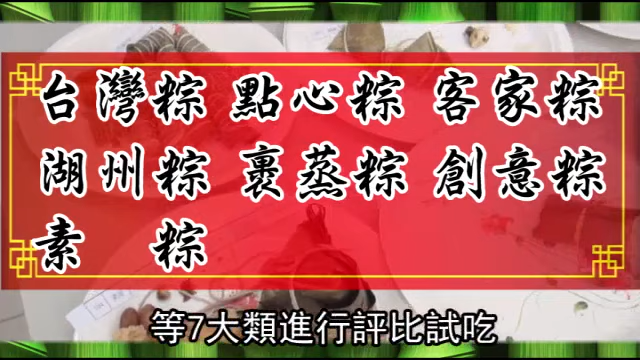 台灣粽 點心粽 客家粽
湖州粽 裹蒸粽 創意粽
素 粽
等7大類進行評比試吃